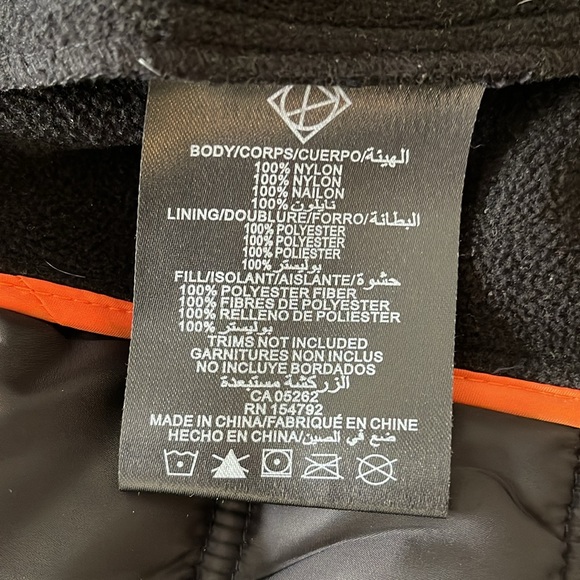 BODY/CORPS/CUERPO/الهيئة
100% NYLON
100% NYLON
100% NAILON
100% نايلون
LINING/DOUBLURE/FORRO/البطانة
100% POLYESTER
100% POLYESTER
100% POLIESTER
100% بوليستر
FILL/ISOLANT/AISLANTE/حشوة
100% POLYESTER FIBER
100% FIBRES DE POLYESTER
100% RELLENO DE POLIESTER
100% بوليستر
TRIMS NOT INCLUDED
GARNITURES NON INCLUS
NO INCLUYE BORDADOS
الزركشة مستبعدة
CA 05262
RN 154792
MADE IN CHINA/FABRIQUÉ EN CHINE
HECHO EN CHINA/ضع في الصين